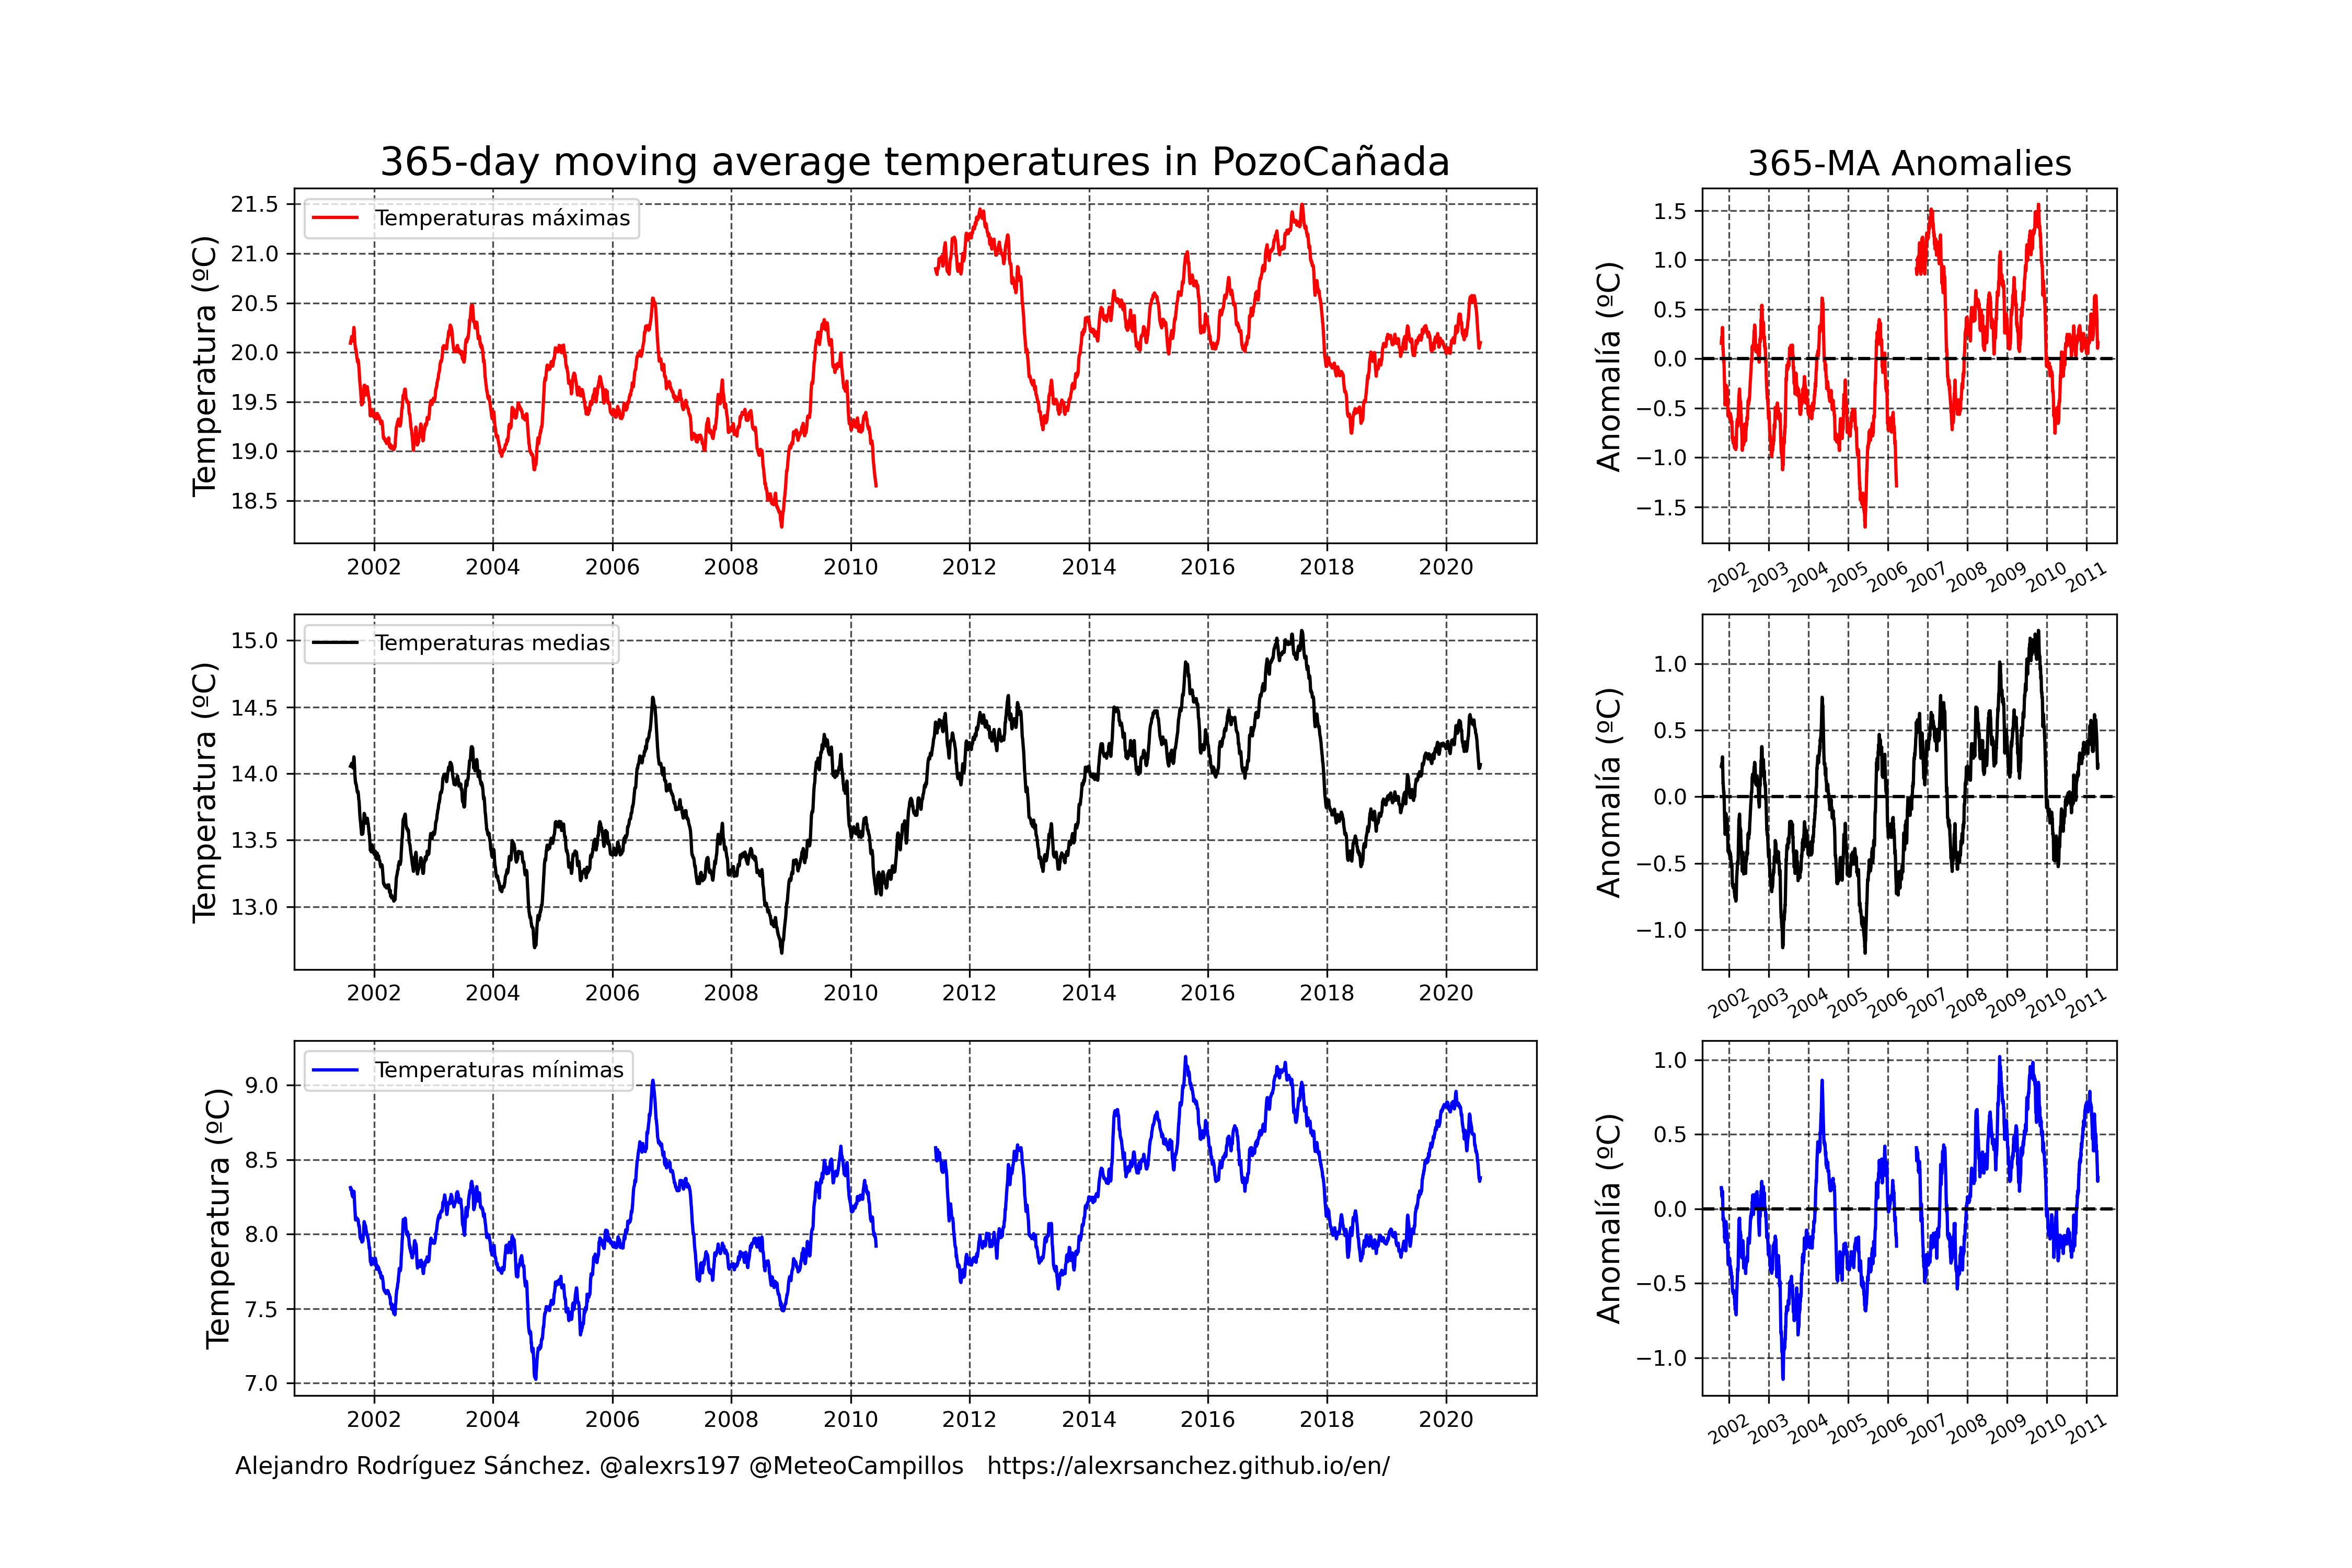 365-day moving average temperatures in PozoCañada
365-MA Anomalies
Temperatura (ºC)
21.5
21.0
20.5
20.0
19.5
19.0
18.5
Temperaturas máximas
2002 2004 2006 2008 2010 2012 2014 2016 2018 2020
Anomalía (ºC)
1.5
1.0
0.5
0.0
−0.5
−1.0
−1.5
2002 2003 2004 2005 2006 2007 2008 2009 2010 2011
Temperatura (ºC)
15.0
14.5
14.0
13.5
13.0
Temperaturas medias
2002 2004 2006 2008 2010 2012 2014 2016 2018 2020
Anomalía (ºC)
1.0
0.5
0.0
−0.5
−1.0
2002 2003 2004 2005 2006 2007 2008 2009 2010 2011
Temperatura (ºC)
9.0
8.5
8.0
7.5
7.0
Temperaturas mínimas
2002 2004 2006 2008 2010 2012 2014 2016 2018 2020
Anomalía (ºC)
1.0
0.5
0.0
−0.5
−1.0
2002 2003 2004 2005 2006 2007 2008 2009 2010 2011
Alejandro Rodríguez Sánchez. @alexrs197 @MeteoCampillos https://alexrsanchez.github.io/en/